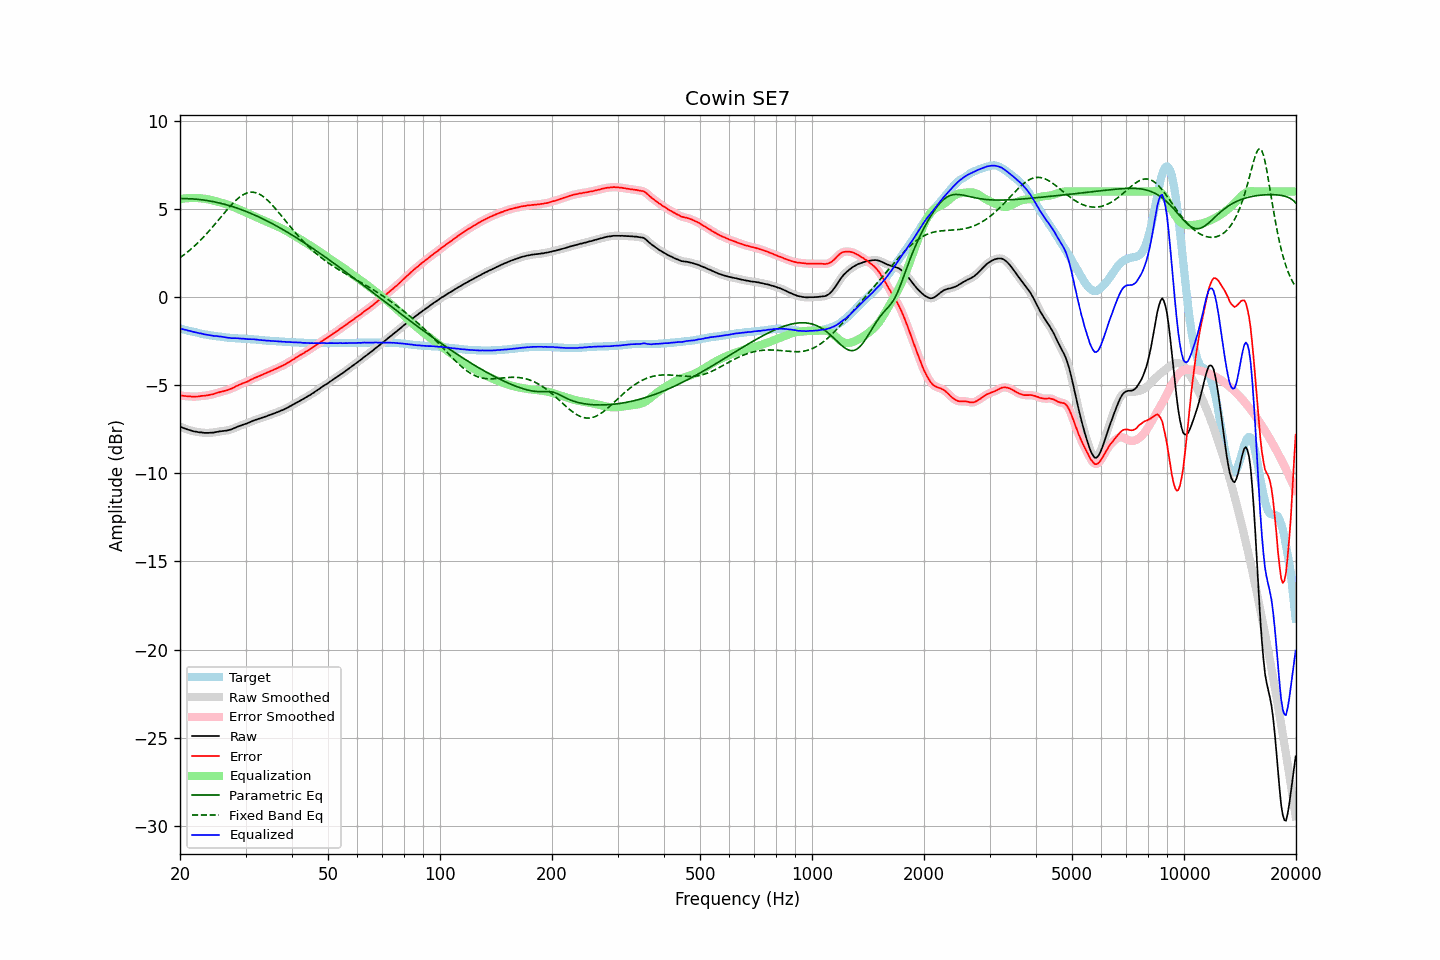 Cowin SE7
10
5
0
−5
−10
−15
−20
−25
−30
Amplitude (dBr)
Target
Raw Smoothed
Error Smoothed
Raw
Error
Equalization
Parametric Eq
Fixed Band Eq
Equalized
20 50 100 200 500 1000 2000 5000 10000 20000
Frequency (Hz)